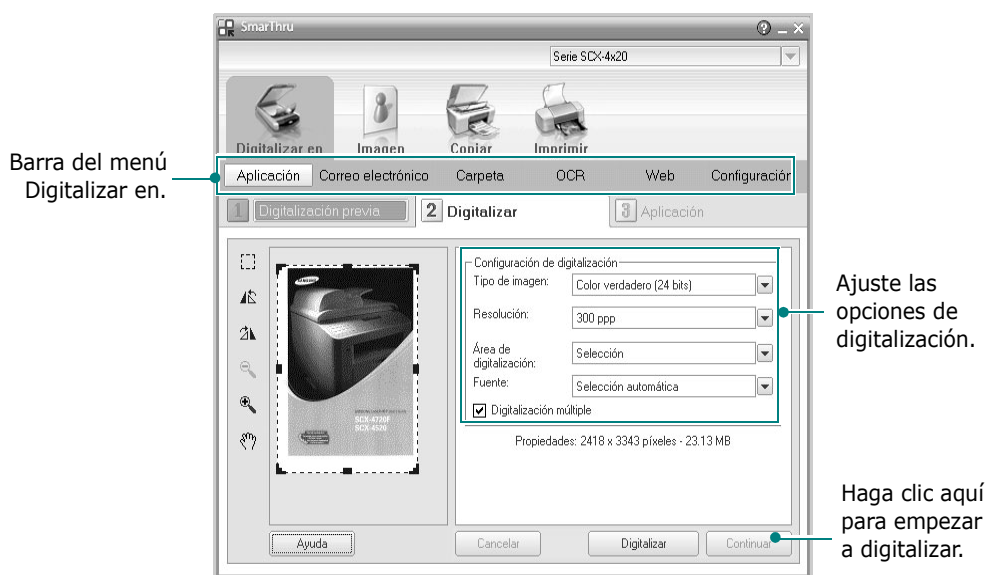 SmarThru
Serie SCX-4x20
Digitalizar en
Imagen
Copiar
Imprimir
Barra del menú
Digitalizar en.
Aplicación
Correo electrónico
Carpeta
OCR
Web
Configuración
1 Digitalización previa
2 Digitalizar
3 Aplicación
SAMSUNG
SCX-4720F
SCX-4520
Configuración de digitalización
Tipo de imagen:
Color verdadero (24 bits)
Resolución:
300 ppp
Área de
digitalización:
Selección
Fuente:
Selección automática
Digitalización múltiple
Propiedades: 2418 x 3343 píxeles - 23.13 MB
Ajuste las
opciones de
digitalización.
Ayuda
Cancelar
Digitalizar
Continuar
Haga clic aquí
para empezar
a digitalizar.